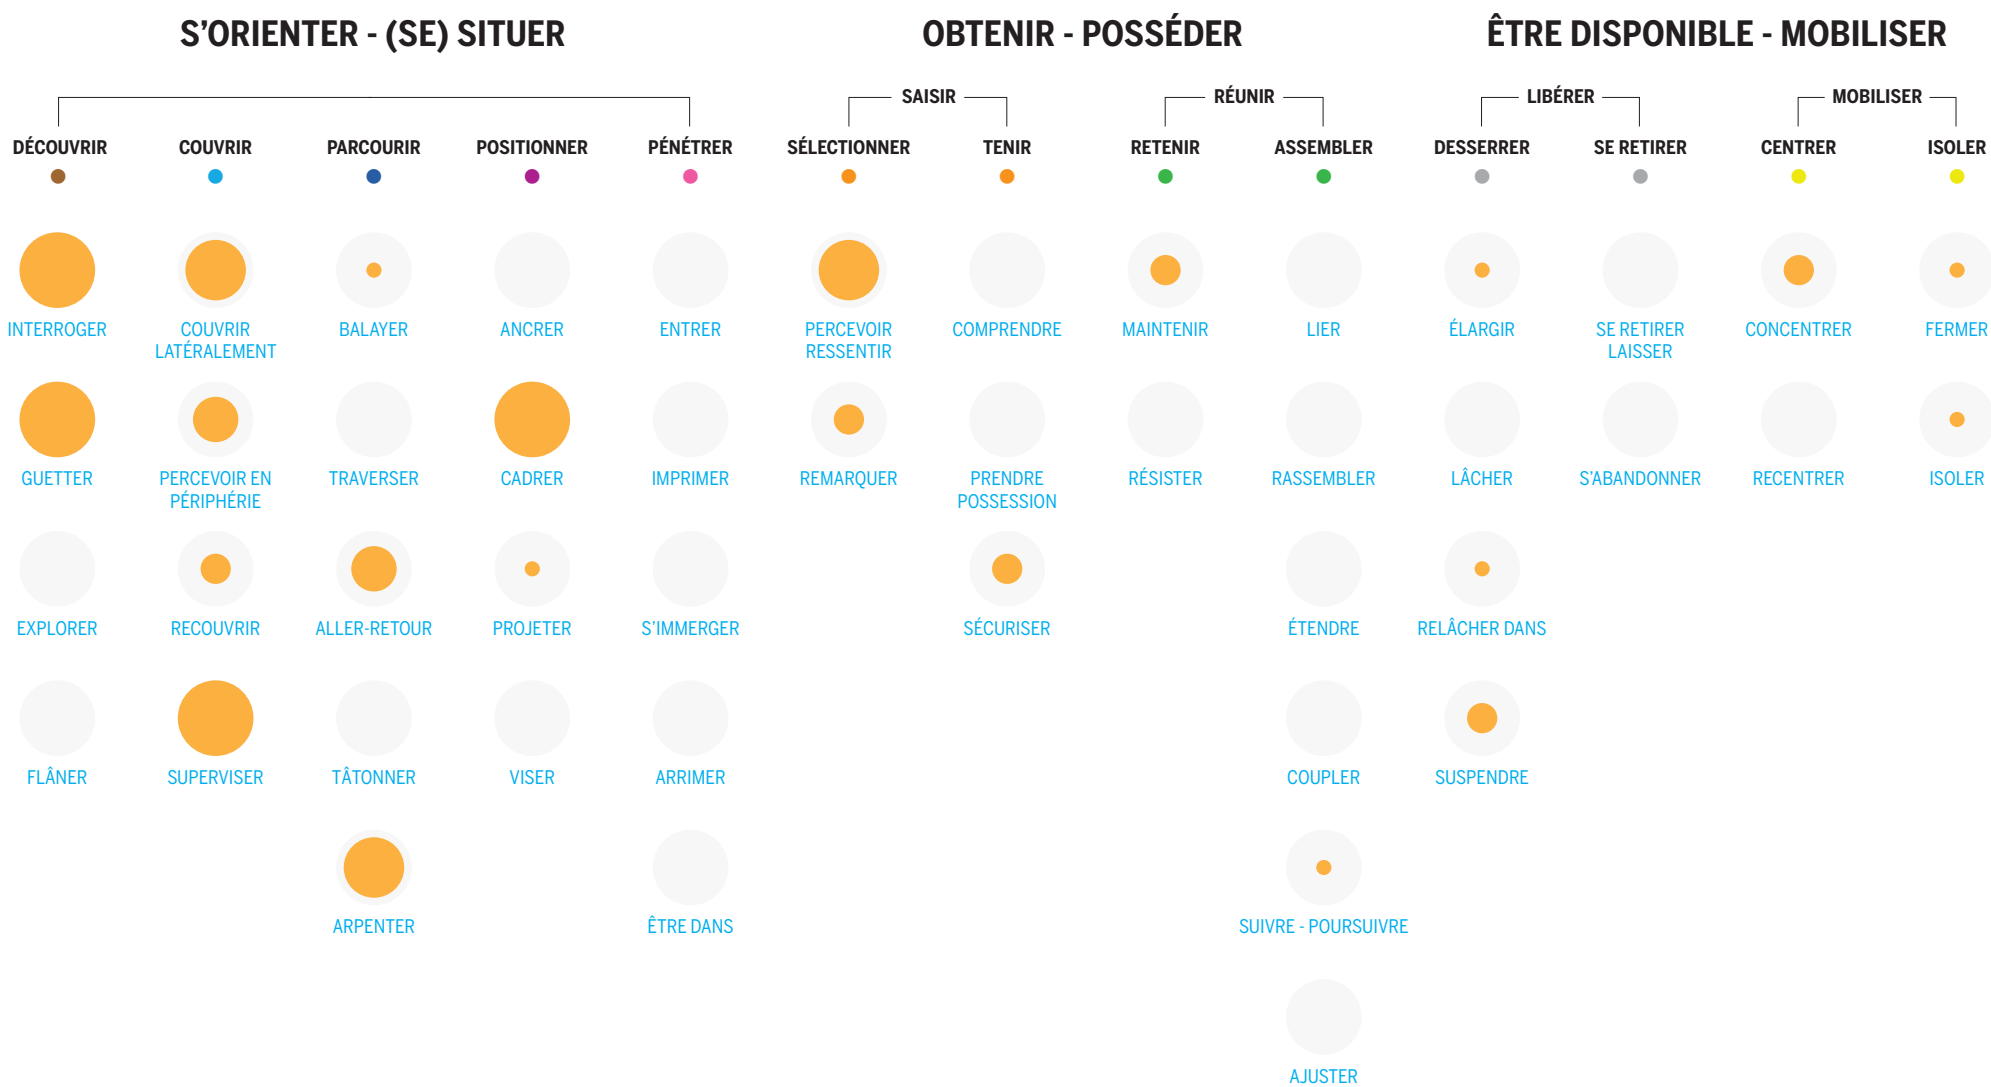 S’ORIENTER - (SE) SITUER
OBTENIR - POSSÉDER
ÊTRE DISPONIBLE - MOBILISER
SAISIR
RÉUNIR
LIBÉRER
MOBILISER
DÉCOUVRIR
COUVRIR
PARCOURIR
POSITIONNER
PÉNÉTRER
SÉLECTIONNER
TENIR
RETENIR
ASSEMBLER
DESSERRER
SE RETIRER
CENTRER
ISOLER
INTERROGER
COUVRIR
LATÉRALEMENT
BALAYER
ANCRER
ENTRER
PERCEVOIR
RESSENTIR
COMPRENDRE
MAINTENIR
LIER
ÉLARGIR
SE RETIRER
LAISSER
CONCENTRER
FERMER
GUETTER
PERCEVOIR EN
PÉRIPHÉRIE
TRAVERSER
CADRER
IMPRIMER
REMARQUER
PRENDRE
POSSESSION
RÉSISTER
RASSEMBLER
LÂCHER
S’ABANDONNER
RECENTRER
ISOLER
EXPLORER
RECOUVRIR
ALLER-RETOUR
PROJETER
S’IMMERGER
SÉCURISER
ÉTENDRE
RELÂCHER DANS
FLÂNER
SUPERVISER
TÂTONNER
VISER
ARRIMER
COUPLER
SUSPENDRE
ARPENTER
ÊTRE DANS
SUIVRE - POURSUIVRE
AJUSTER